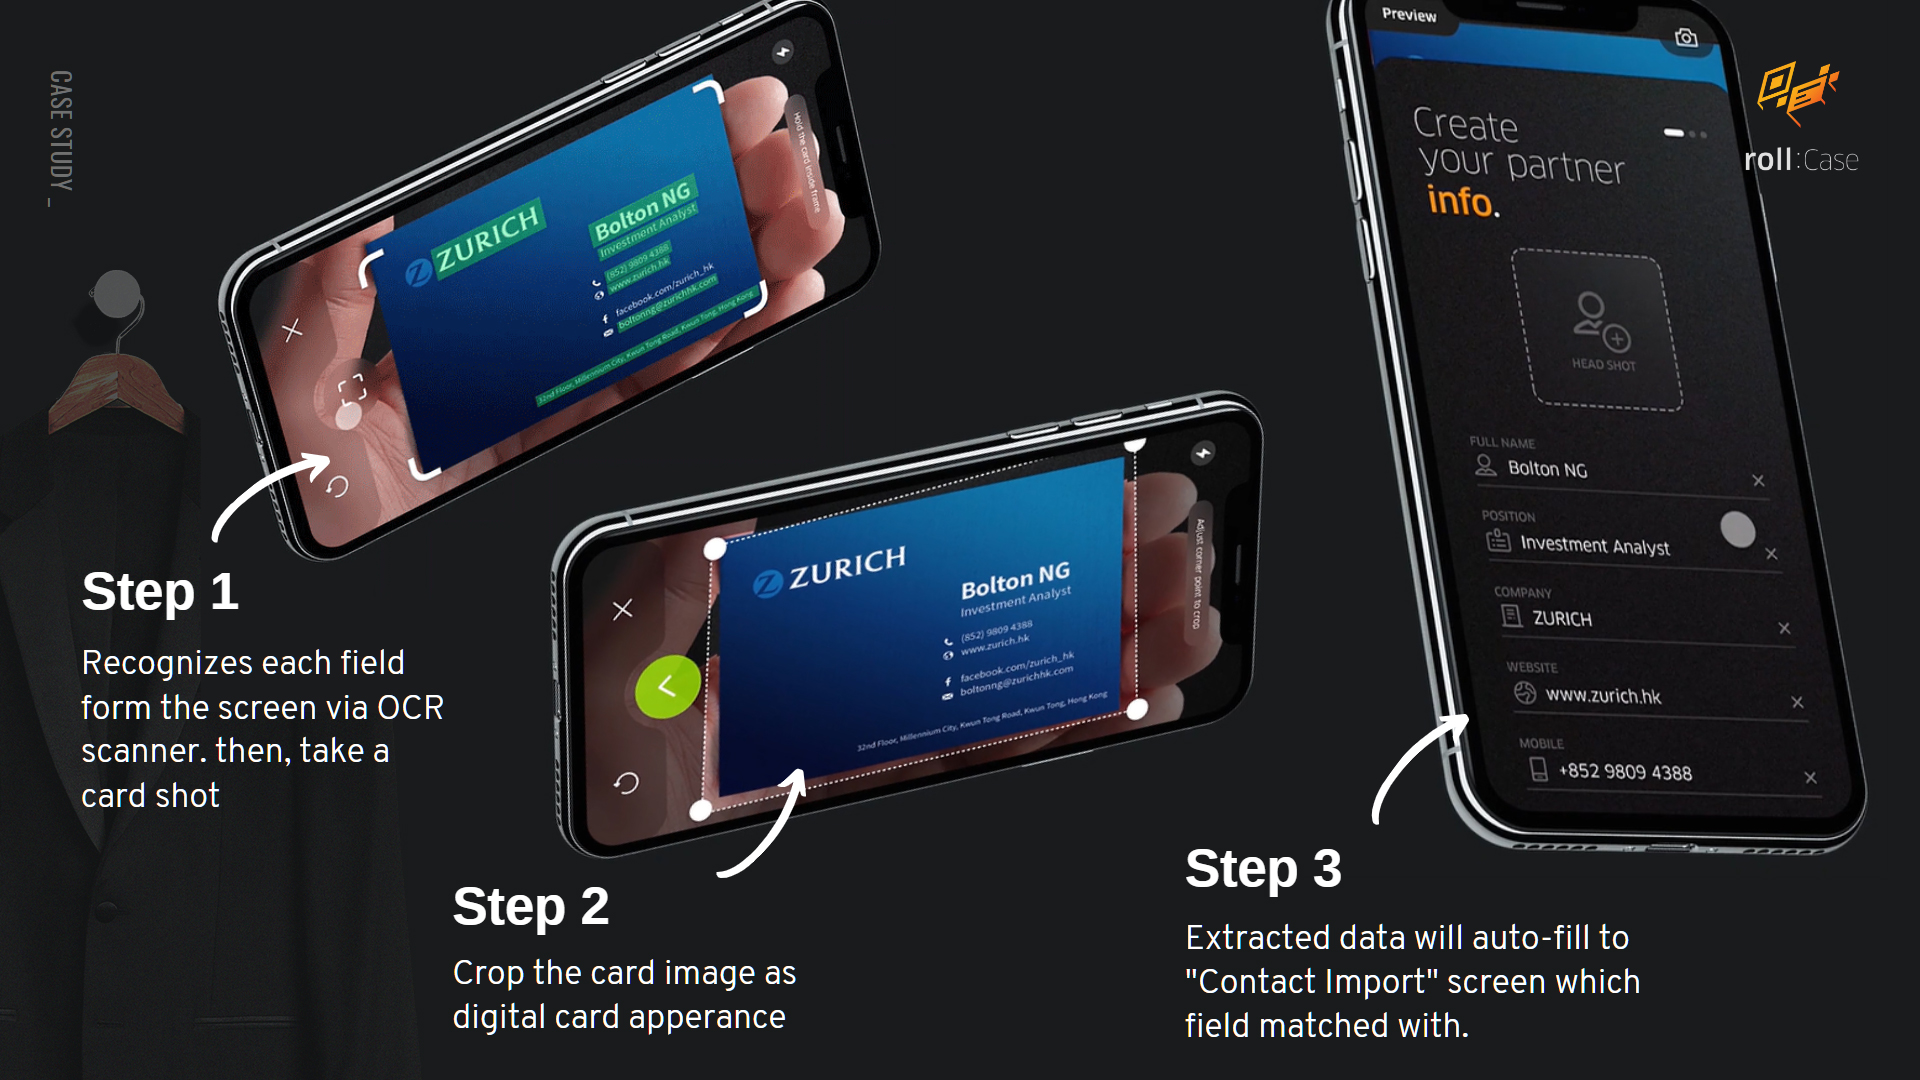 CASE STUDY _
roll:Case
Hold the card inside frame
ZURICH
Bolton NG
Investment Analyst
(852) 9809 4388
www.zurich.hk
facebook.com/zurich_hk
boltonng@zurichhk.com
32nd Floor, Millennium City, Kwun Tong Road, Kwun Tong, Hong Kong
Step 1
Recognizes each field
form the screen via OCR
scanner. then, take a
card shot
Adjust corner point to crop
ZURICH
Bolton NG
Investment Analyst
(852) 9809 4388
www.zurich.hk
facebook.com/zurich_hk
boltonng@zurichhk.com
32nd Floor, Millennium City, Kwun Tong Road, Kwun Tong, Hong Kong
Step 2
Crop the card image as
digital card apperance
Preview
Create
your partner
info.
HEAD SHOT
FULL NAME
Bolton NG
POSITION
Investment Analyst
COMPANY
ZURICH
WEBSITE
www.zurich.hk
MOBILE
+852 9809 4388
Step 3
Extracted data will auto-fill to
"Contact Import" screen which
field matched with.